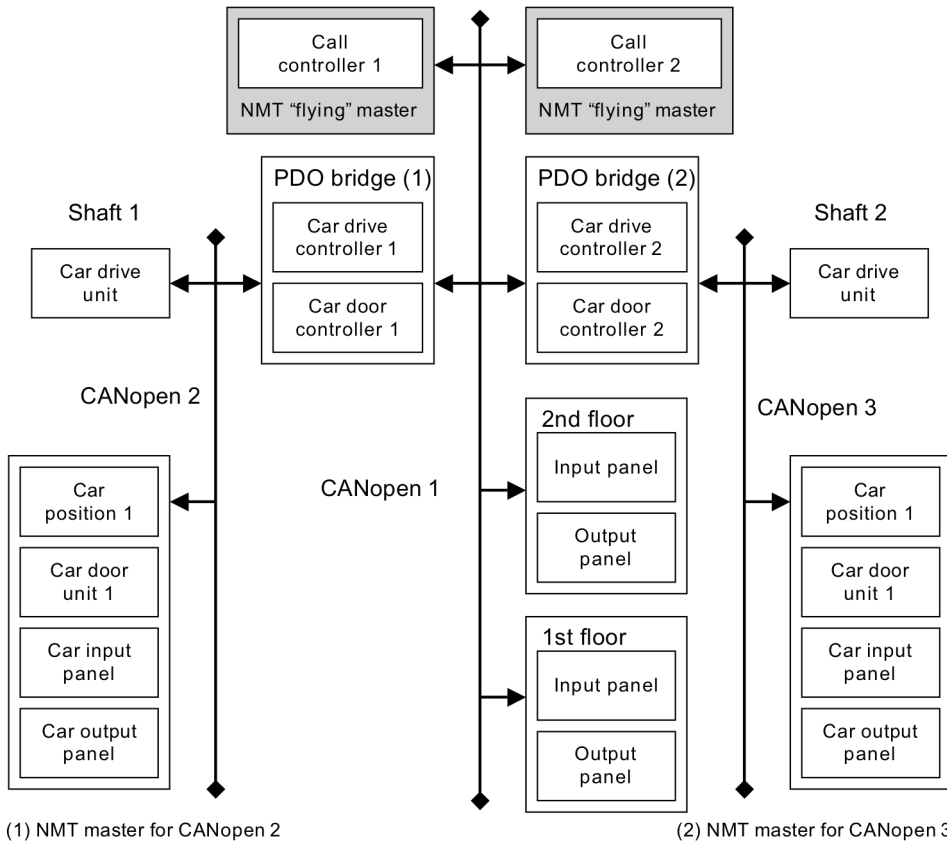 Call
controller 1
NMT “flying” master
Call
controller 2
NMT “flying” master
Shaft 1
Car drive
unit
PDO bridge (1)
Car drive
controller 1
Car door
controller 1
PDO bridge (2)
Car drive
controller 2
Car door
controller 2
Shaft 2
Car drive
unit
CANopen 2
CANopen 1
CANopen 3
Car
position 1
Car door
unit 1
Car input
panel
Car output
panel
2nd floor
Input panel
Output
panel
1st floor
Input panel
Output
panel
Car
position 1
Car door
unit 1
Car input
panel
Car output
panel
(1) NMT master for CANopen 2
(2) NMT master for CANopen 3